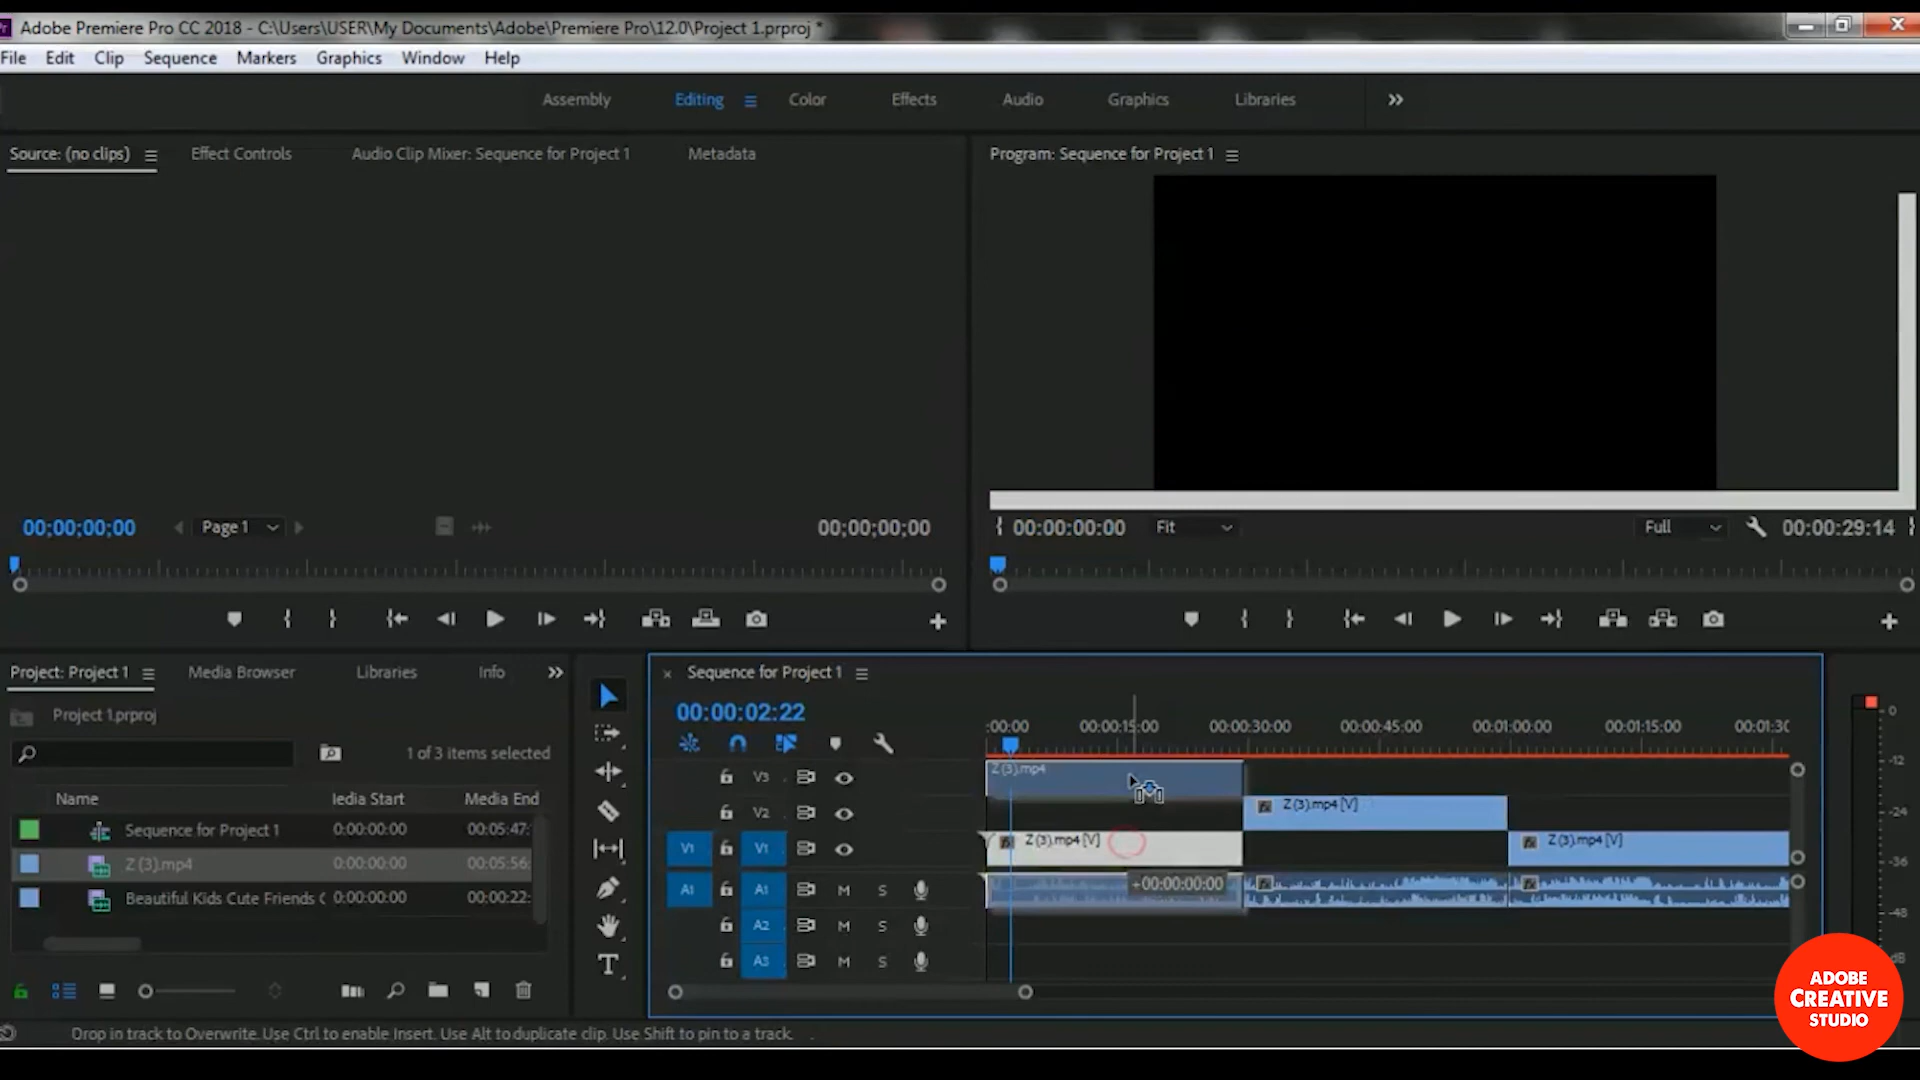 Adobe Premiere Pro CC 2018 - C:\Users\USER\My Documents\Adobe\Premiere Pro\12.0\Project 1.prproj *
File Edit Clip Sequence Markers Graphics Window Help
Assembly Editing Color Effects Audio Graphics Libraries
Source: (no clips) Effect Controls Audio Clip Mixer: Sequence for Project 1 Metadata
Program: Sequence for Project 1
00;00;00;00 Page 1 00;00;00;00
00:00:00:00 Fit Full 00:00:29:14
Project: Project 1 Media Browser Libraries Info
Project 1.prproj
1 of 3 items selected
Name Iedia Start Media End
Sequence for Project 1 0:00:00:00 00:05:47:
Z (3).mp4 0:00:00:00 00:05:56:
Beautiful Kids Cute Friends C 0:00:00:00 00:00:22:
Sequence for Project 1
00:00:02:22
:00:00 00:00:15:00 00:00:30:00 00:00:45:00 00:01:00:00 00:01:15:00 00:01:30
V3 Z (3).mp4
V2 Z (3).mp4 [V]
V1 V1 Z (3).mp4 [V] Z (3).mp4 [V]
A1 A1 M S +00:00:00:00
A2 M S
A3 M S
0
-12
-24
-36
-48
dB
Drop in track to Overwrite. Use Ctrl to enable Insert. Use Alt to duplicate clip. Use Shift to pin to a track.
ADOBE
CREATIVE
STUDIO